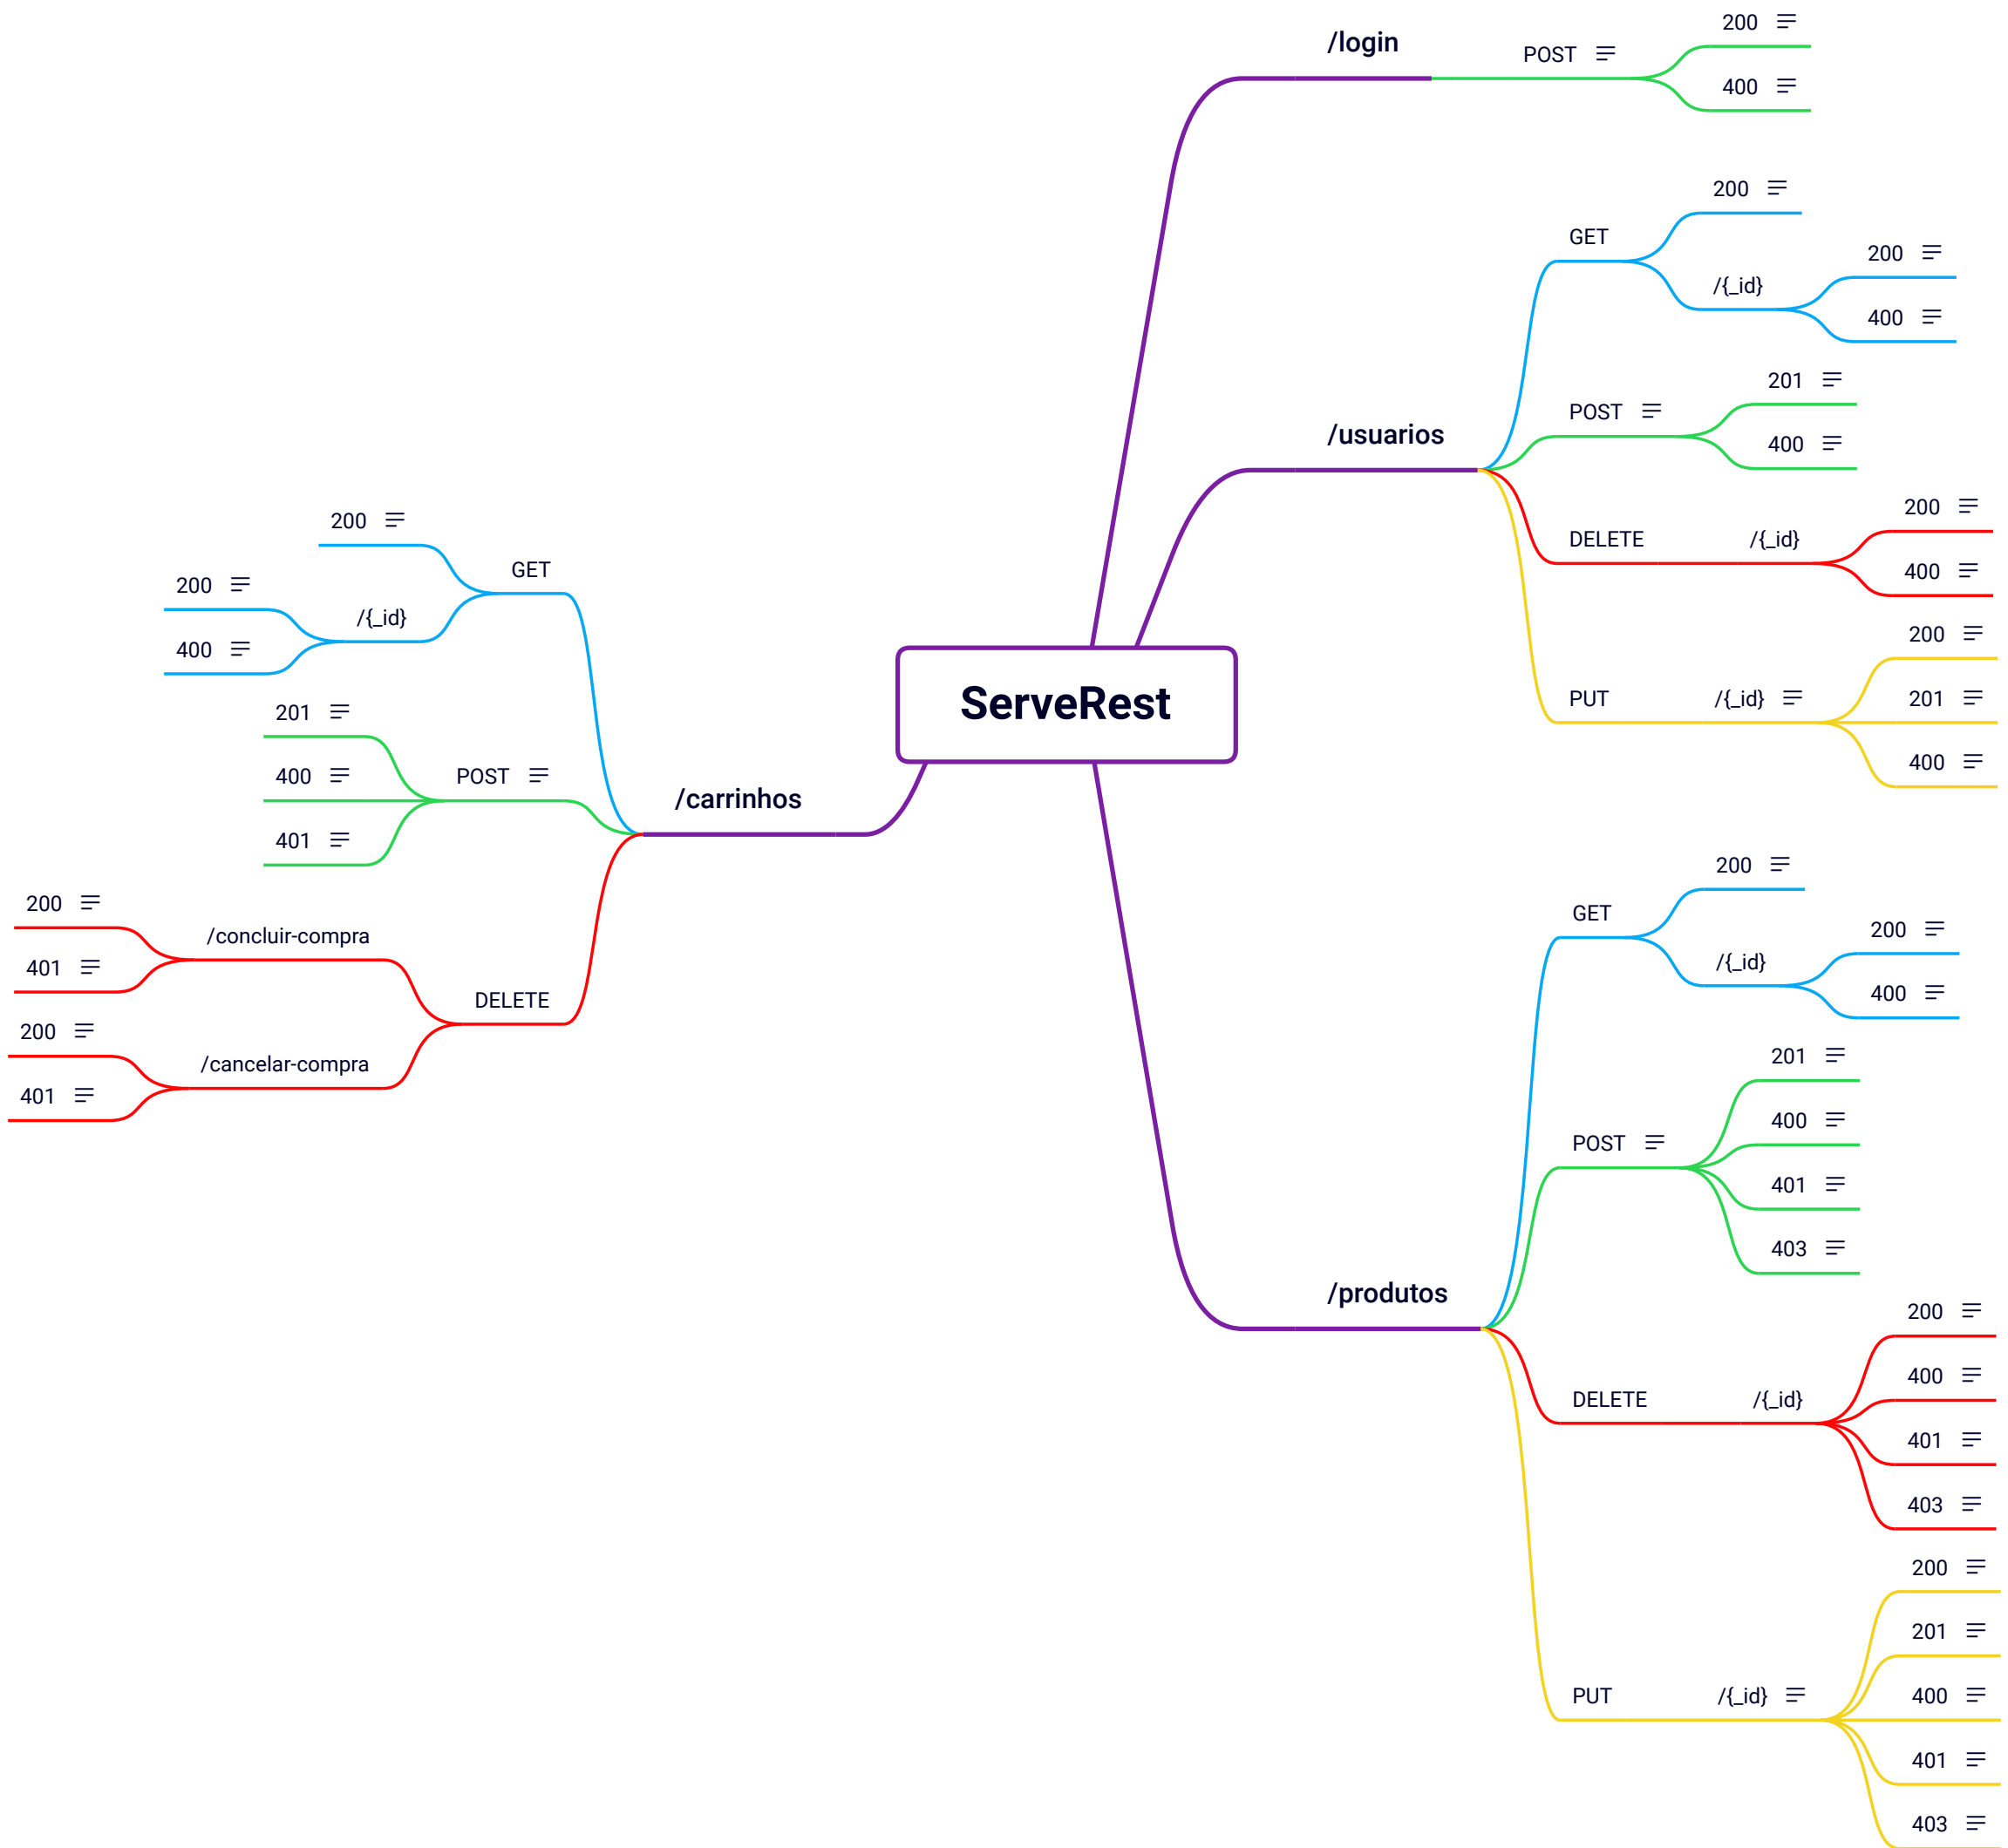 ServeRest
/login
POST
200
400
/usuarios
GET
200
/{_id}
200
400
POST
201
400
DELETE
/{_id}
200
400
PUT
/{_id}
200
201
400
/produtos
GET
200
/{_id}
200
400
POST
201
400
401
403
DELETE
/{_id}
200
400
401
403
PUT
/{_id}
200
201
400
401
403
/carrinhos
GET
200
/{_id}
200
400
POST
201
400
401
DELETE
/concluir-compra
200
401
/cancelar-compra
200
401